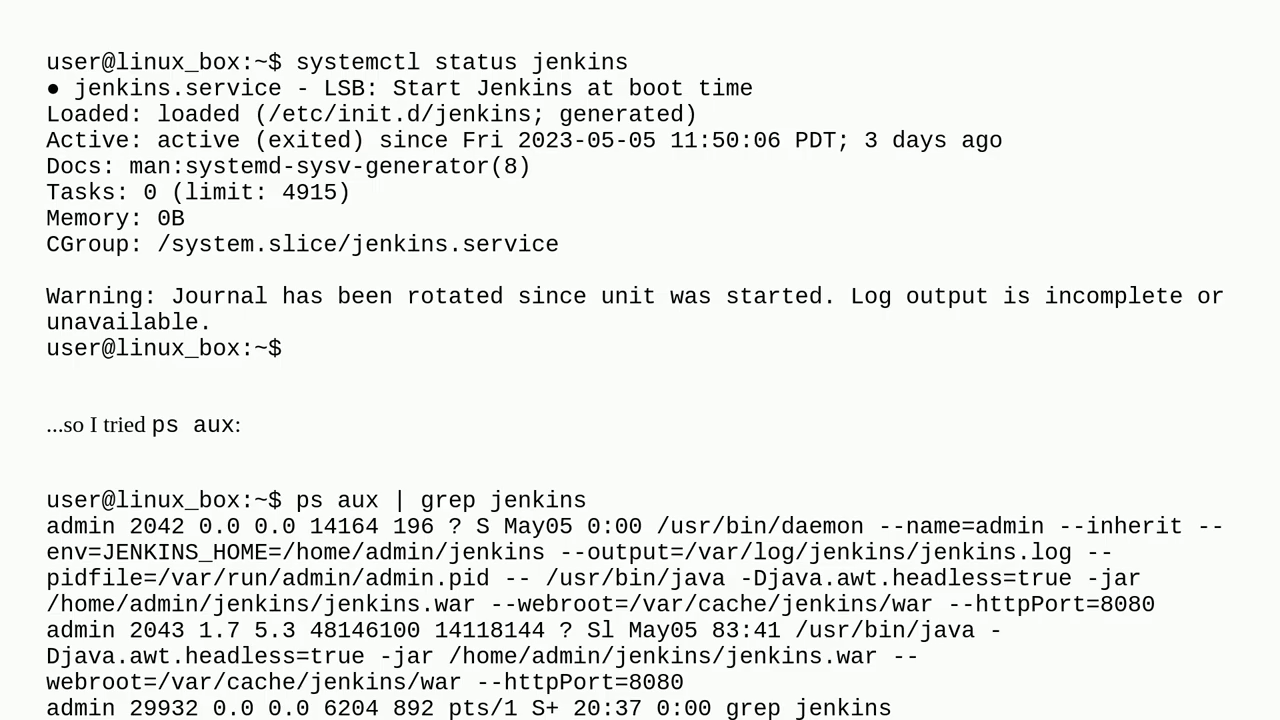 user@linux_box:~$ systemctl status jenkins
● jenkins.service - LSB: Start Jenkins at boot time
Loaded: loaded (/etc/init.d/jenkins; generated)
Active: active (exited) since Fri 2023-05-05 11:50:06 PDT; 3 days ago
Docs: man:systemd-sysv-generator(8)
Tasks: 0 (limit: 4915)
Memory: 0B
CGroup: /system.slice/jenkins.service
Warning: Journal has been rotated since unit was started. Log output is incomplete or
unavailable.
user@linux_box:~$
...so I tried ps aux:
user@linux_box:~$ ps aux | grep jenkins
admin 2042 0.0 0.0 14164 196 ? S May05 0:00 /usr/bin/daemon --name=admin --inherit --
env=JENKINS_HOME=/home/admin/jenkins --output=/var/log/jenkins/jenkins.log --
pidfile=/var/run/admin/admin.pid -- /usr/bin/java -Djava.awt.headless=true -jar
/home/admin/jenkins/jenkins.war --webroot=/var/cache/jenkins/war --httpPort=8080
admin 2043 1.7 5.3 48146100 14118144 ? Sl May05 83:41 /usr/bin/java -
Djava.awt.headless=true -jar /home/admin/jenkins/jenkins.war --
webroot=/var/cache/jenkins/war --httpPort=8080
admin 29932 0.0 0.0 6204 892 pts/1 S+ 20:37 0:00 grep jenkins